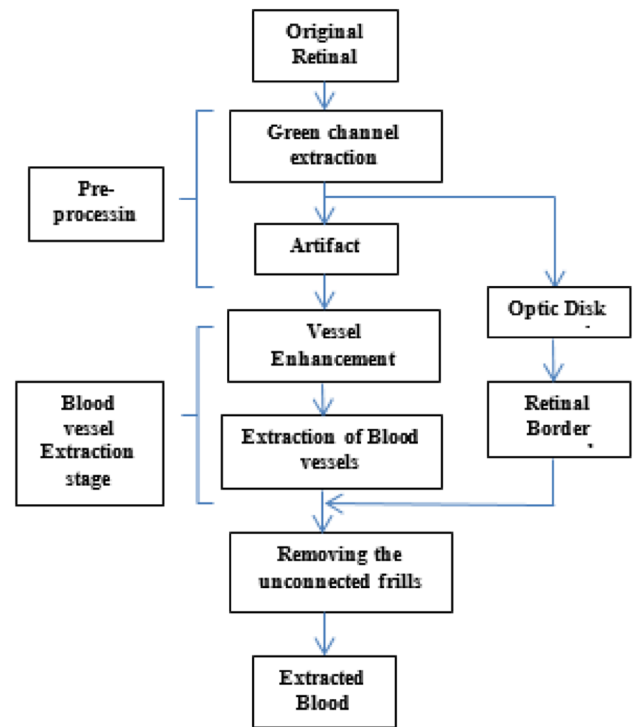 Original
Retinal
Green channel
extraction
Pre-
processin
Artifact
Optic Disk
Vessel
Enhancement
Blood
vessel
Extraction
stage
Retinal
Border
Extraction of Blood
vessels
Removing the
unconnected frills
Extracted
Blood